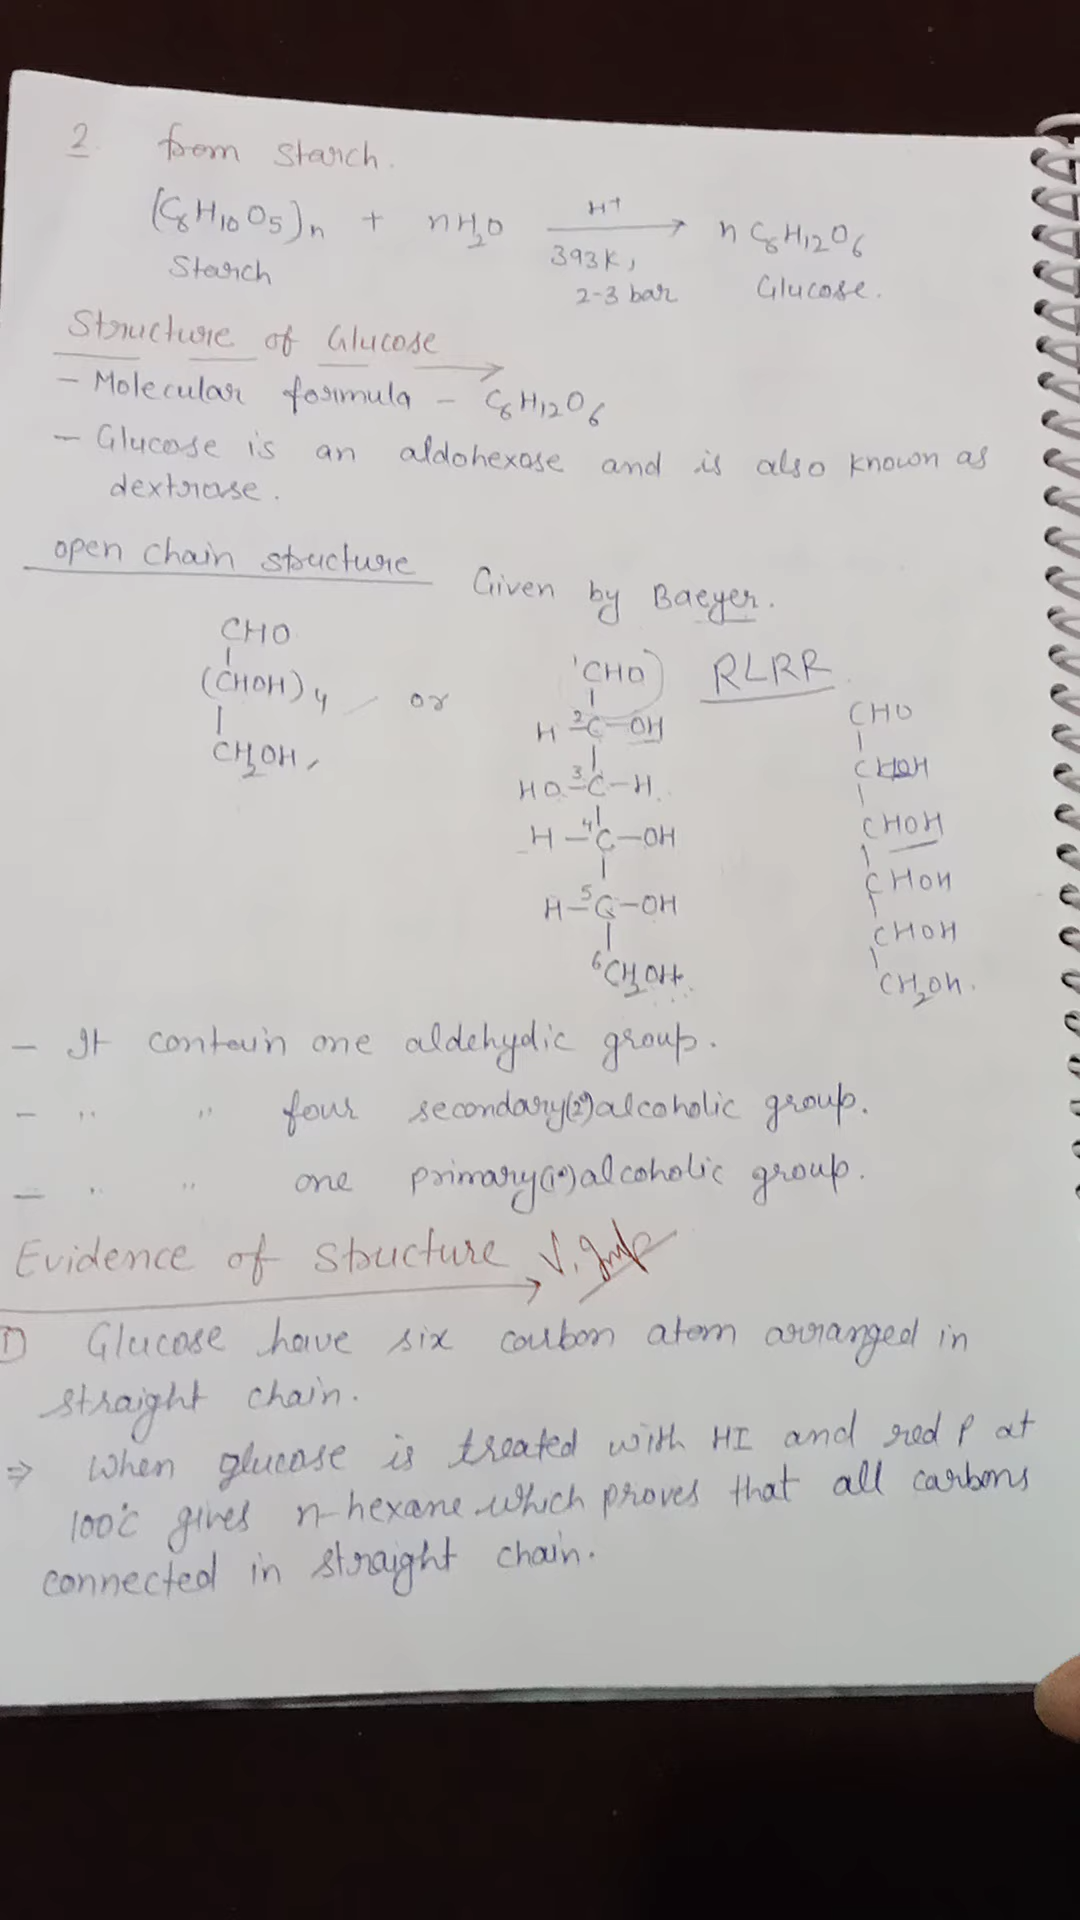 2. from starch.
(C6H10O5)n + nH2O H+ → n C6H12O6
Starch 393K, Glucose.
2-3 bar
Structure of Glucose →
- Molecular formula - C6H12O6
- Glucose is an aldohexose and is also known as
dextrose.
open chain structure Given by Baeyer.
CHO
|
(CHOH)4
|
CH2OH,
or
1CHO
|
H - 2C - OH
|
HO - 3C - H
|
H - 4C - OH
|
H - 5C - OH
|
6CH2OH
RLRR
CHO
|
CHOH
|
CHOH
|
CHOH
|
CHOH
|
CH2OH.
- It contain one aldehydic group.
- " " four secondary(2°)alcoholic group.
- " " one primary(1°)alcoholic group.
Evidence of structure → V. Imp
1) Glucose have six carbon atom arranged in
straight chain.
⇒ When glucose is treated with HI and red P at
100°C gives n-hexane which proves that all carbons
connected in straight chain.